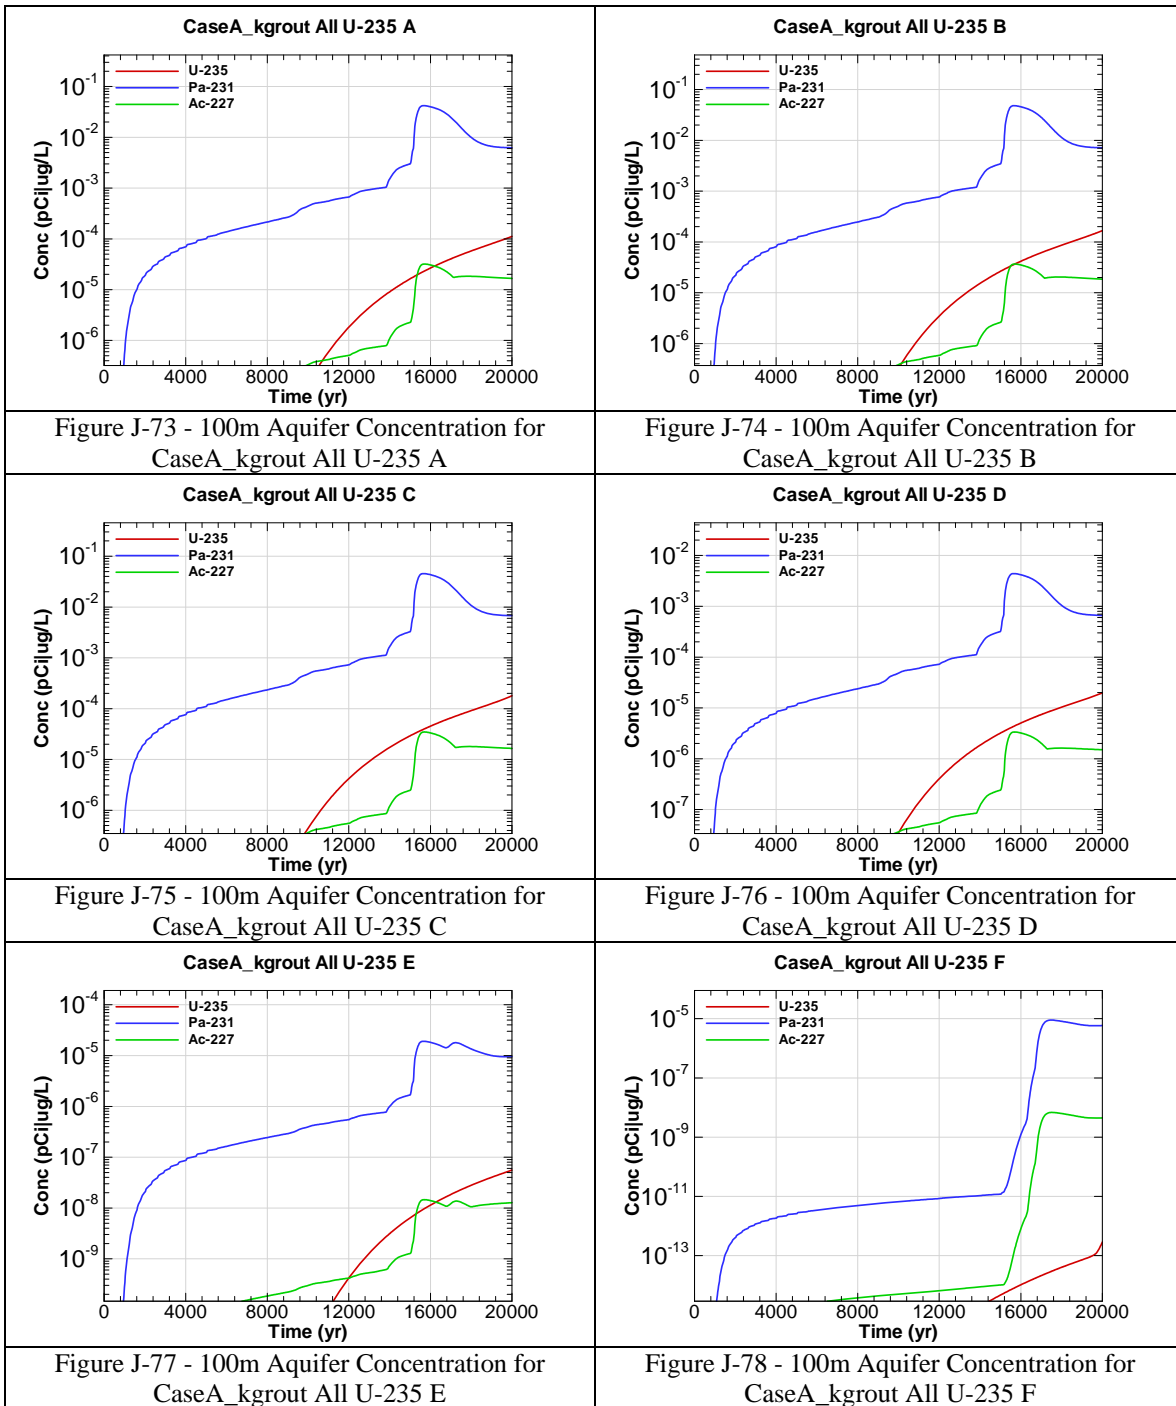 CaseA_kgrout All U-235 A
U-235
Pa-231
Ac-227
10-1
10-2
10-3
10-4
10-5
10-6
Conc (pCi|ug/L)
0 4000 8000 12000 16000 20000
Time (yr)
Figure J-73 - 100m Aquifer Concentration for
CaseA_kgrout All U-235 A
CaseA_kgrout All U-235 B
U-235
Pa-231
Ac-227
10-1
10-2
10-3
10-4
10-5
10-6
Conc (pCi|ug/L)
0 4000 8000 12000 16000 20000
Time (yr)
Figure J-74 - 100m Aquifer Concentration for
CaseA_kgrout All U-235 B
CaseA_kgrout All U-235 C
U-235
Pa-231
Ac-227
10-1
10-2
10-3
10-4
10-5
10-6
Conc (pCi|ug/L)
0 4000 8000 12000 16000 20000
Time (yr)
Figure J-75 - 100m Aquifer Concentration for
CaseA_kgrout All U-235 C
CaseA_kgrout All U-235 D
U-235
Pa-231
Ac-227
10-2
10-3
10-4
10-5
10-6
10-7
Conc (pCi|ug/L)
0 4000 8000 12000 16000 20000
Time (yr)
Figure J-76 - 100m Aquifer Concentration for
CaseA_kgrout All U-235 D
CaseA_kgrout All U-235 E
U-235
Pa-231
Ac-227
10-4
10-5
10-6
10-7
10-8
10-9
Conc (pCi|ug/L)
0 4000 8000 12000 16000 20000
Time (yr)
Figure J-77 - 100m Aquifer Concentration for
CaseA_kgrout All U-235 E
CaseA_kgrout All U-235 F
U-235
Pa-231
Ac-227
10-5
10-7
10-9
10-11
10-13
Conc (pCi|ug/L)
0 4000 8000 12000 16000 20000
Time (yr)
Figure J-78 - 100m Aquifer Concentration for
CaseA_kgrout All U-235 F